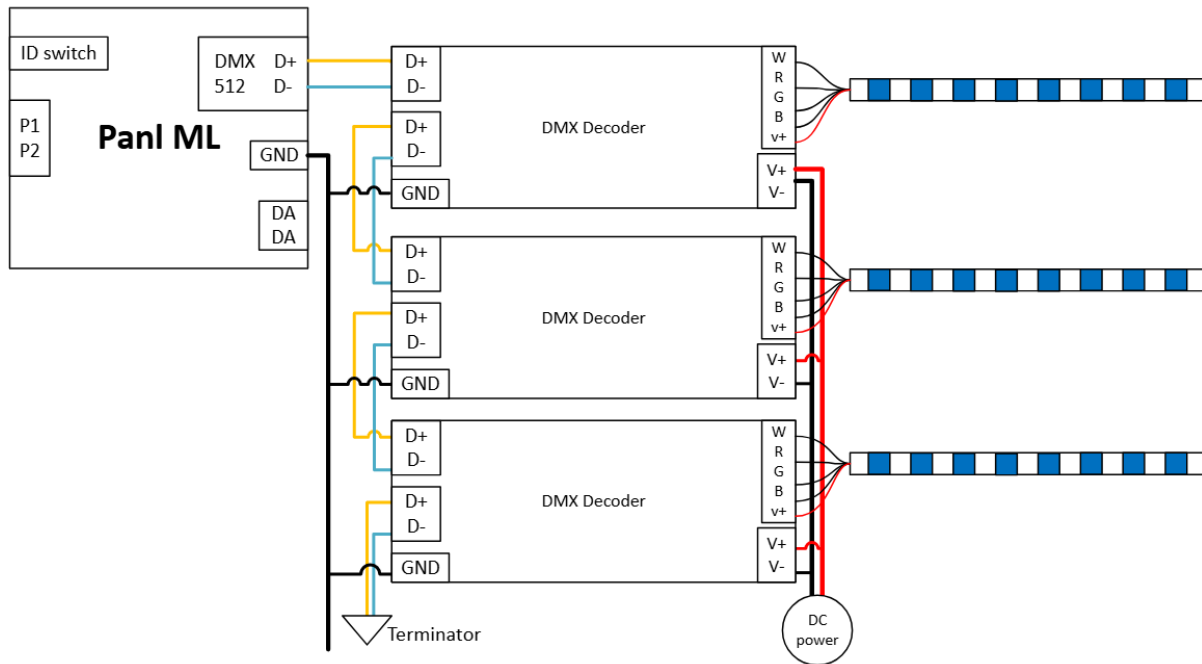 ID switch
DMX D+
512 D-
P1
P2
Panl ML
GND
DA
DA
D+
D-
D+
D-
GND
DMX Decoder
W
R
G
B
v+
V+
V-
D+
D-
D+
D-
GND
DMX Decoder
W
R
G
B
v+
V+
V-
D+
D-
D+
D-
GND
DMX Decoder
W
R
G
B
v+
V+
V-
Terminator
DC
power